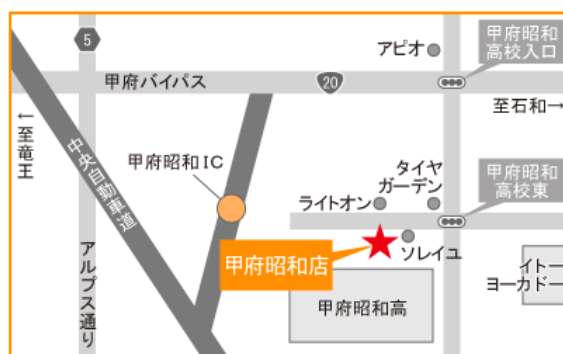 5
アピオ
甲府昭和
高校入口
甲府バイパス
20
至石和→
←至竜王
中央自動車道
甲府昭和IC
タイヤ
ガーデン
甲府昭和
高校東
ライトオン
ソレイユ
甲府昭和店
アルプス通り
甲府昭和高
イトー
ヨーカドー